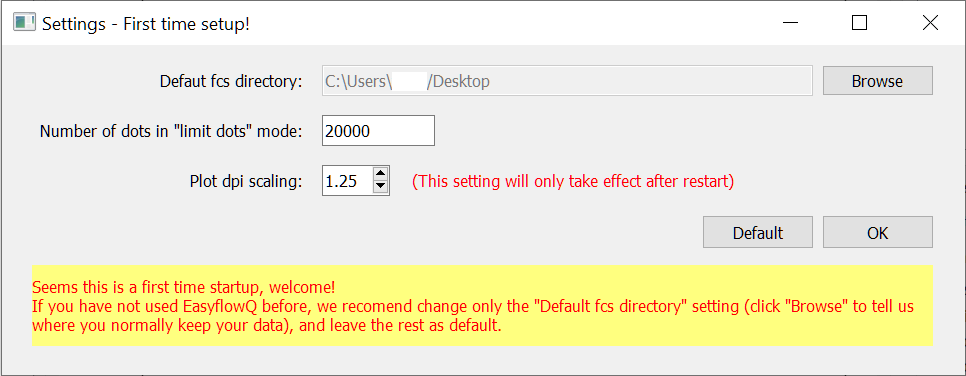 Settings - First time setup!
Defaut fcs directory: C:\Users\ /Desktop Browse
Number of dots in "limit dots" mode: 20000
Plot dpi scaling: 1.25 (This setting will only take effect after restart)
Default OK
Seems this is a first time startup, welcome!
If you have not used EasyflowQ before, we recomend change only the "Default fcs directory" setting (click "Browse" to tell us
where you normally keep your data), and leave the rest as default.